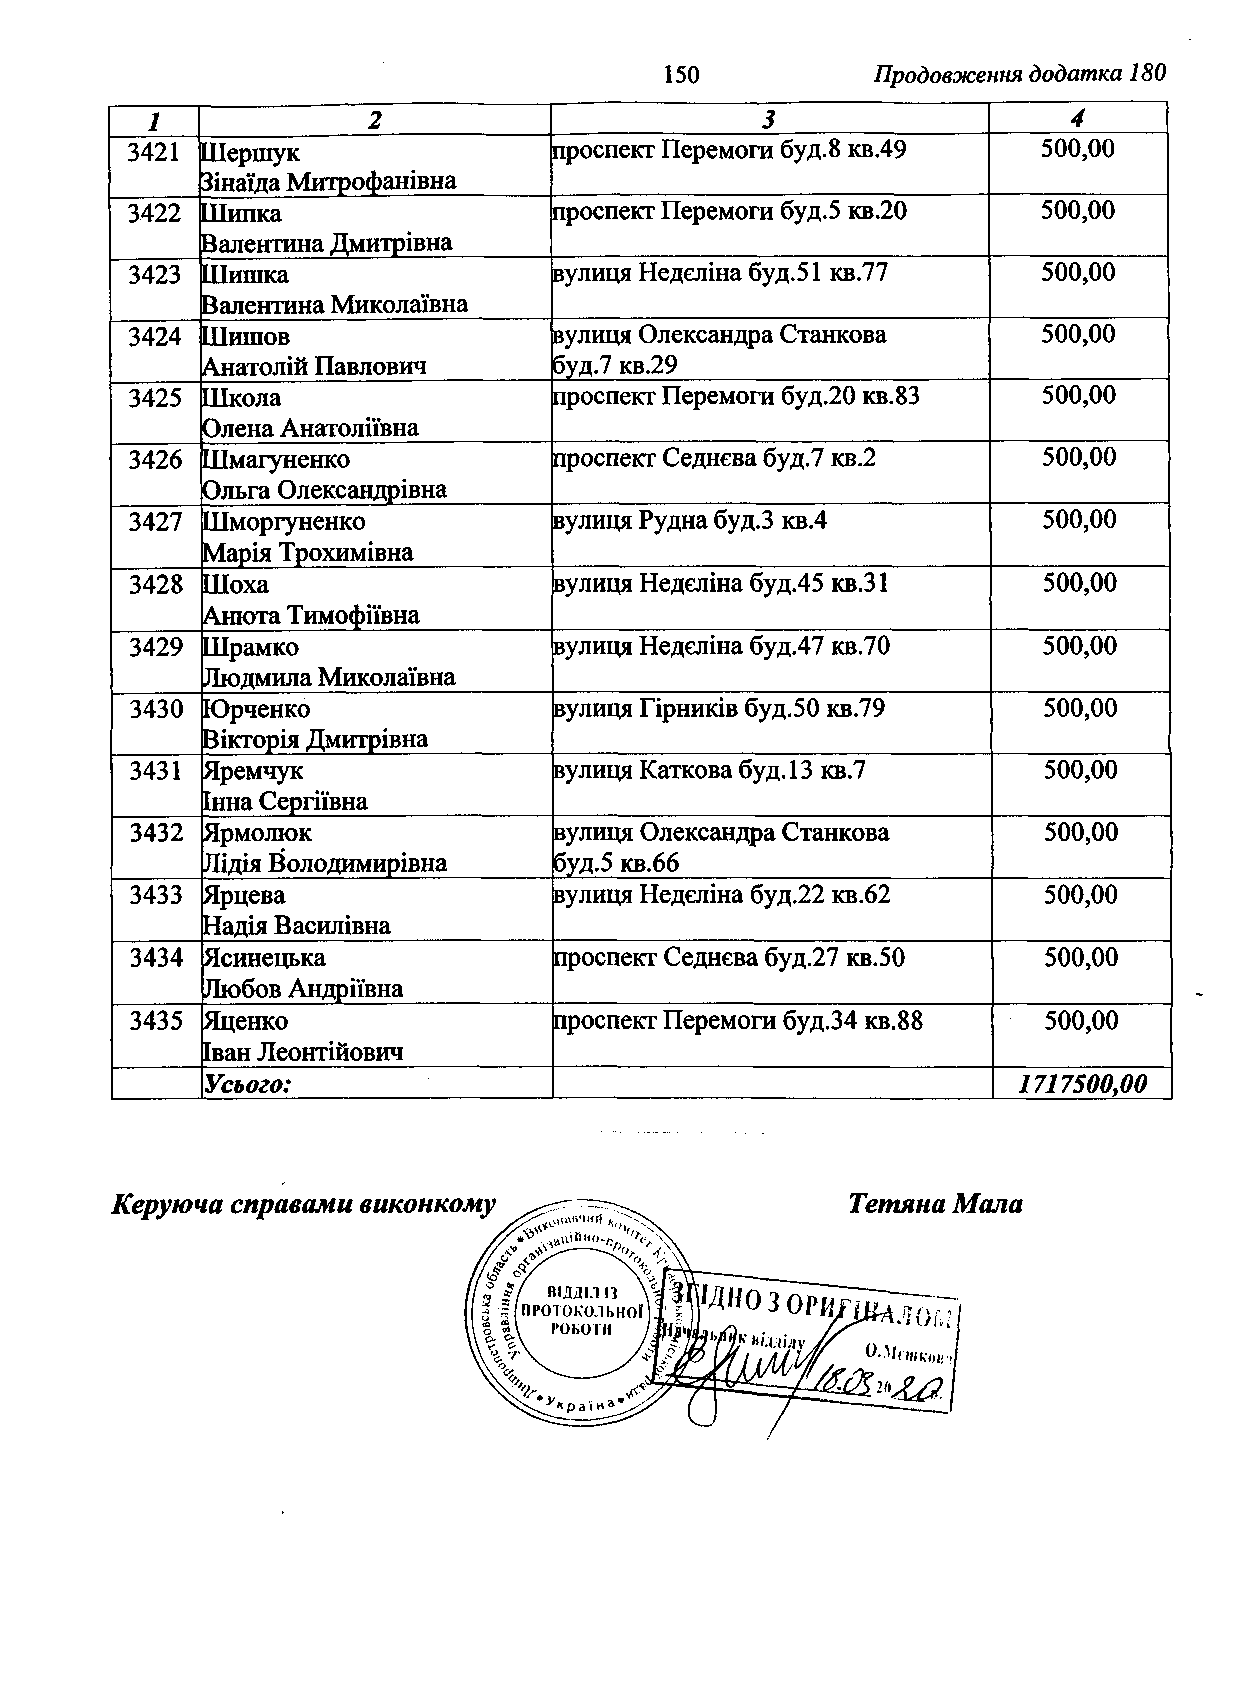 150 Продовження додатка 180
1 2 3 4
3421 Шершук проспект Перемоги буд.8 кв.49 500,00
Зінаїда Митрофанівна
3422 Шипка проспект Перемоги буд.5 кв.20 500,00
Валентина Дмитрівна
3423 Шишка вулиця Недєліна буд.51 кв.77 500,00
Валентина Миколаївна
3424 Шишов вулиця Олександра Станкова 500,00
Анатолій Павлович буд.7 кв.29
3425 Школа проспект Перемоги буд.20 кв.83 500,00
Олена Анатоліївна
3426 Шмагуненко проспект Седнєва буд.7 кв.2 500,00
Ольга Олександрівна
3427 Шморгуненко вулиця Рудна буд.3 кв.4 500,00
Марія Трохимівна
3428 Шоха вулиця Недєліна буд.45 кв.31 500,00
Анюта Тимофіївна
3429 Шрамко вулиця Недєліна буд.47 кв.70 500,00
Людмила Миколаївна
3430 Юрченко вулиця Гірників буд.50 кв.79 500,00
Вікторія Дмитрівна
3431 Яремчук вулиця Каткова буд.13 кв.7 500,00
Інна Сергіївна
3432 Ярмолюк вулиця Олександра Станкова 500,00
Лідія Володимирівна буд.5 кв.66
3433 Ярцева вулиця Недєліна буд.22 кв.62 500,00
Надія Василівна
3434 Ясинецька проспект Седнєва буд.27 кв.50 500,00
Любов Андріївна
3435 Яценко проспект Перемоги буд.34 кв.88 500,00
Іван Леонтійович
Усього: 1717500,00
Керуюча справами виконкому Тетяна Мала
Україна • Дніпропетровська область • Виконавчий комітет
Управління організаційно-протокольної роботи
ВІДДІЛ ІЗ
ПРОТОКОЛЬНОЇ
РОБОТИ
ЗГІДНО З ОРИГІНАЛОМ
Начальник відділу
18.03 2020